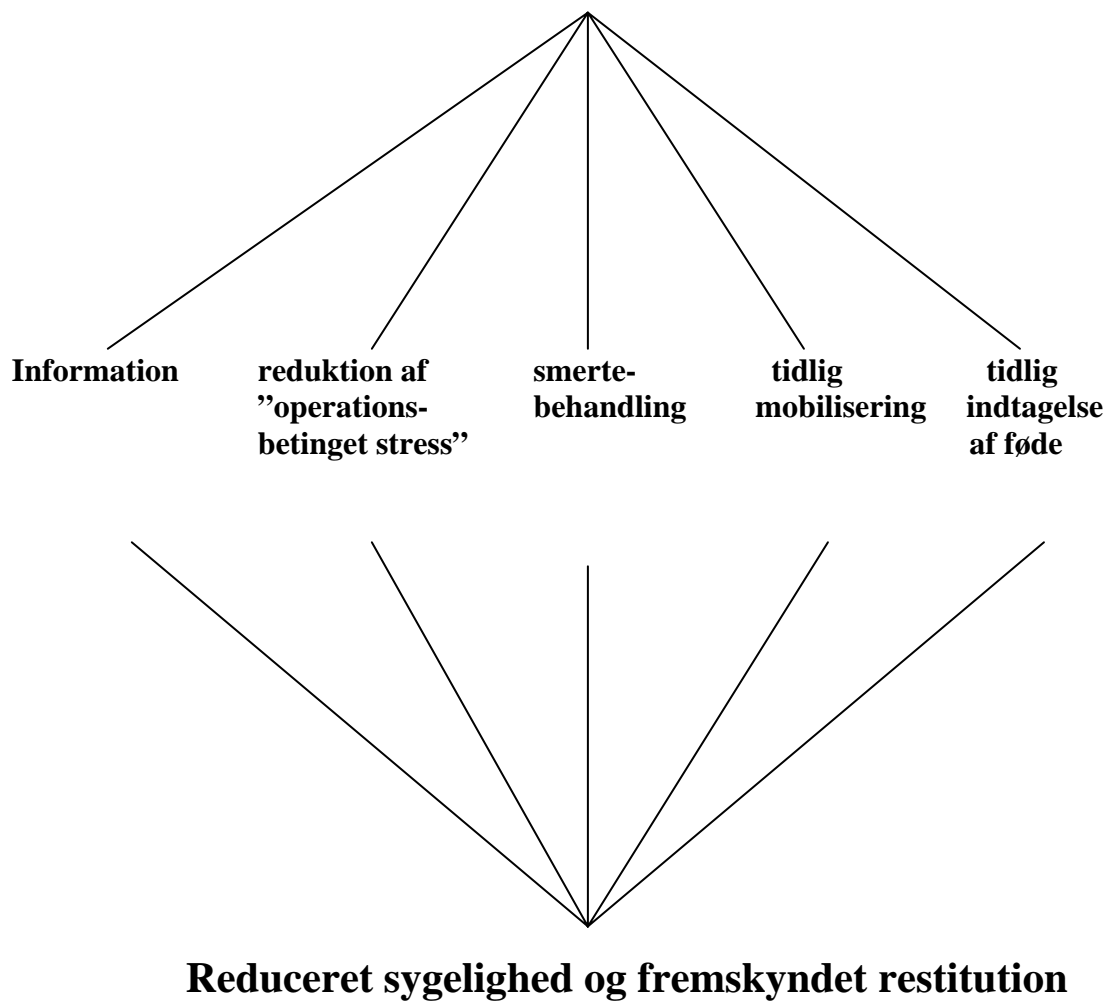 Information
reduktion af
”operations-
betinget stress”
smerte-
behandling
tidlig
mobilisering
tidlig
indtagelse
af føde
Reduceret sygelighed og fremskyndet restitution